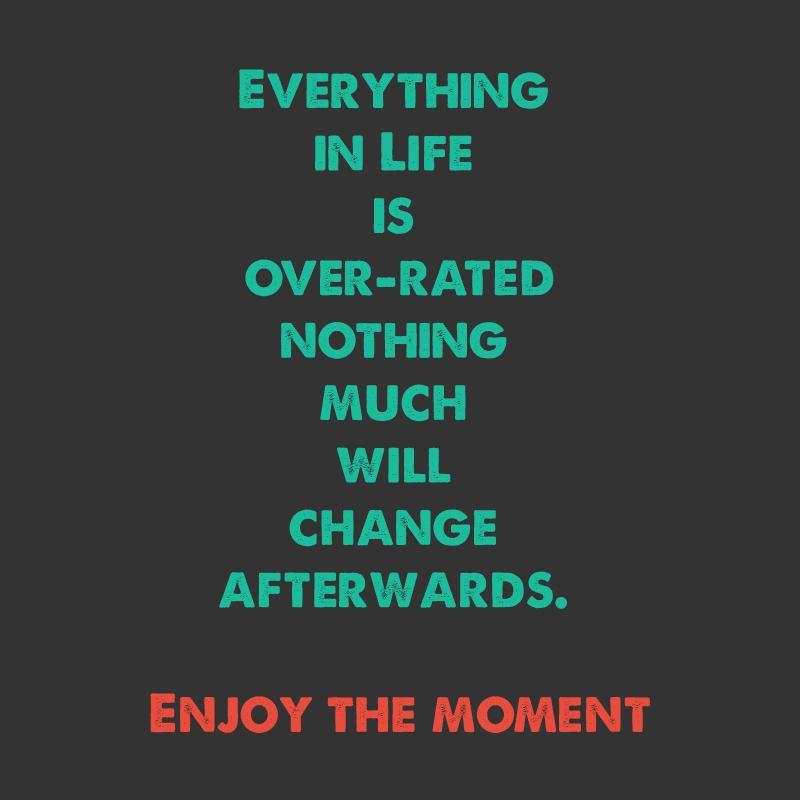 Everything
in Life
is
over-rated
nothing
much
will
change
afterwards.
Enjoy the moment